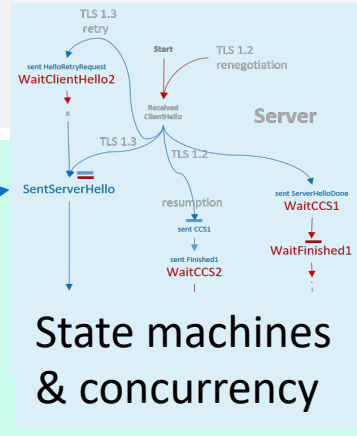 TLS 1.3
retry
Start
TLS 1.2
renegotiation
sent HelloRetryRequest
WaitClientHello2
Received
ClientHello
Server
TLS 1.3
TLS 1.2
SentServerHello
sent ServerHelloDone
WaitCCS1
resumption
sent CCS1
WaitFinished1
sent Finished1
WaitCCS2
State machines
& concurrency